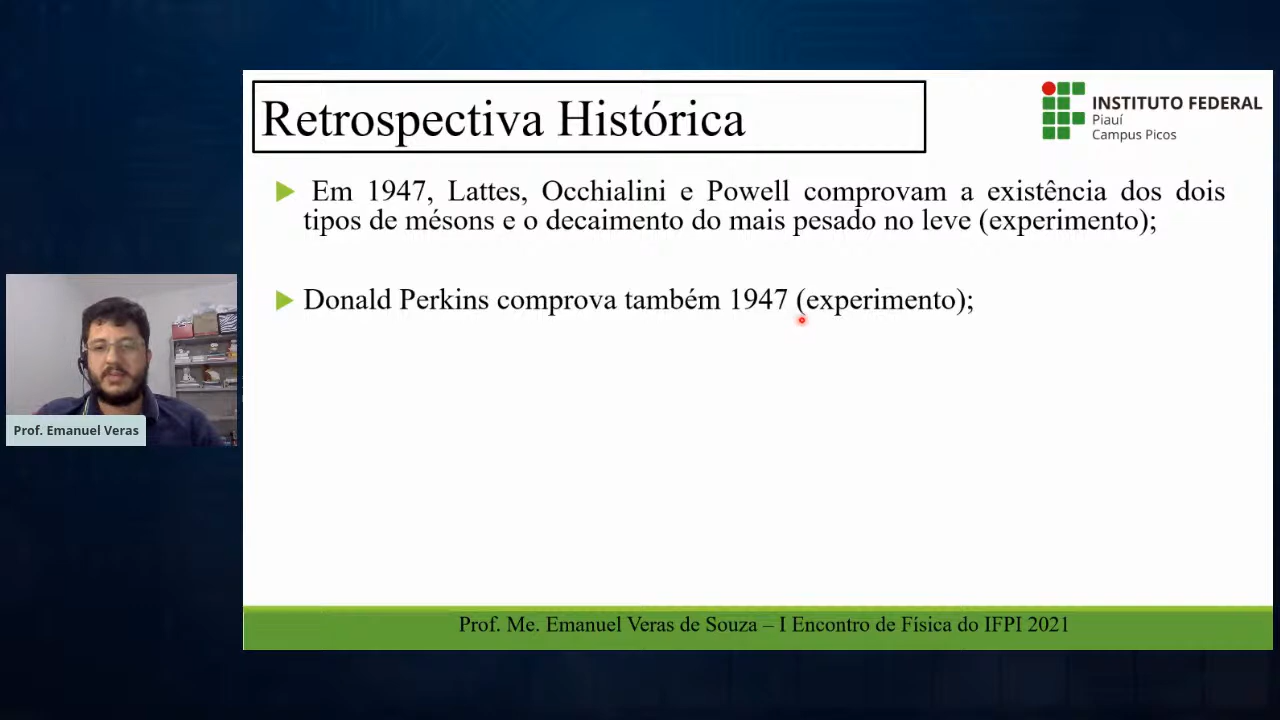 Retrospectiva Histórica
INSTITUTO FEDERAL
Piauí
Campus Picos
Em 1947, Lattes, Occhialini e Powell comprovam a existência dos dois
tipos de mésons e o decaimento do mais pesado no leve (experimento);
Donald Perkins comprova também 1947 (experimento);
Prof. Emanuel Veras
Prof. Me. Emanuel Veras de Souza – I Encontro de Física do IFPI 2021